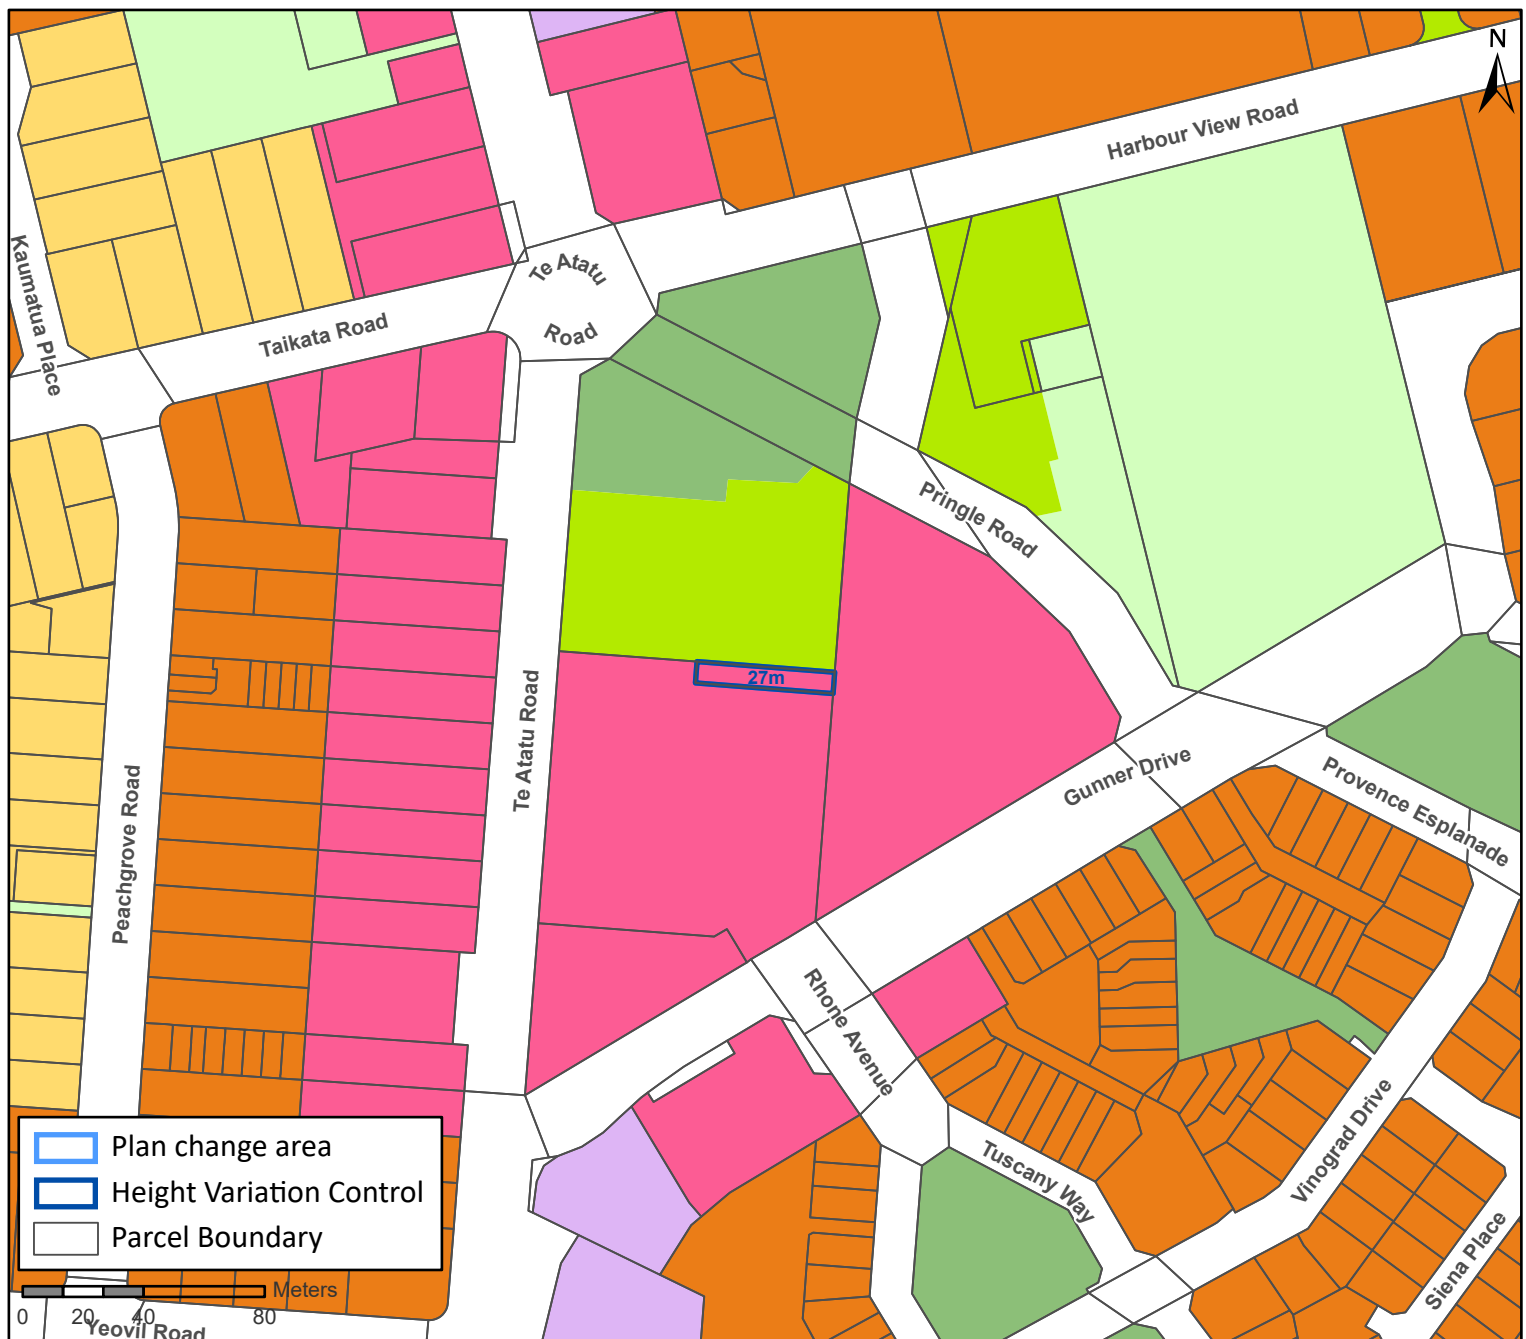 N
Harbour View Road
Kaumatua Place
Te Atatu
Road
Taikata Road
Pringle Road
27m
Te Atatu Road
Gunner Drive
Provence Esplanade
Peachgrove Road
Rhone Avenue
Vinograd Drive
Tuscany Way
Siena Place
Plan change area
Height Variation Control
Parcel Boundary
Meters
0 20 40 80
Yeovil Road